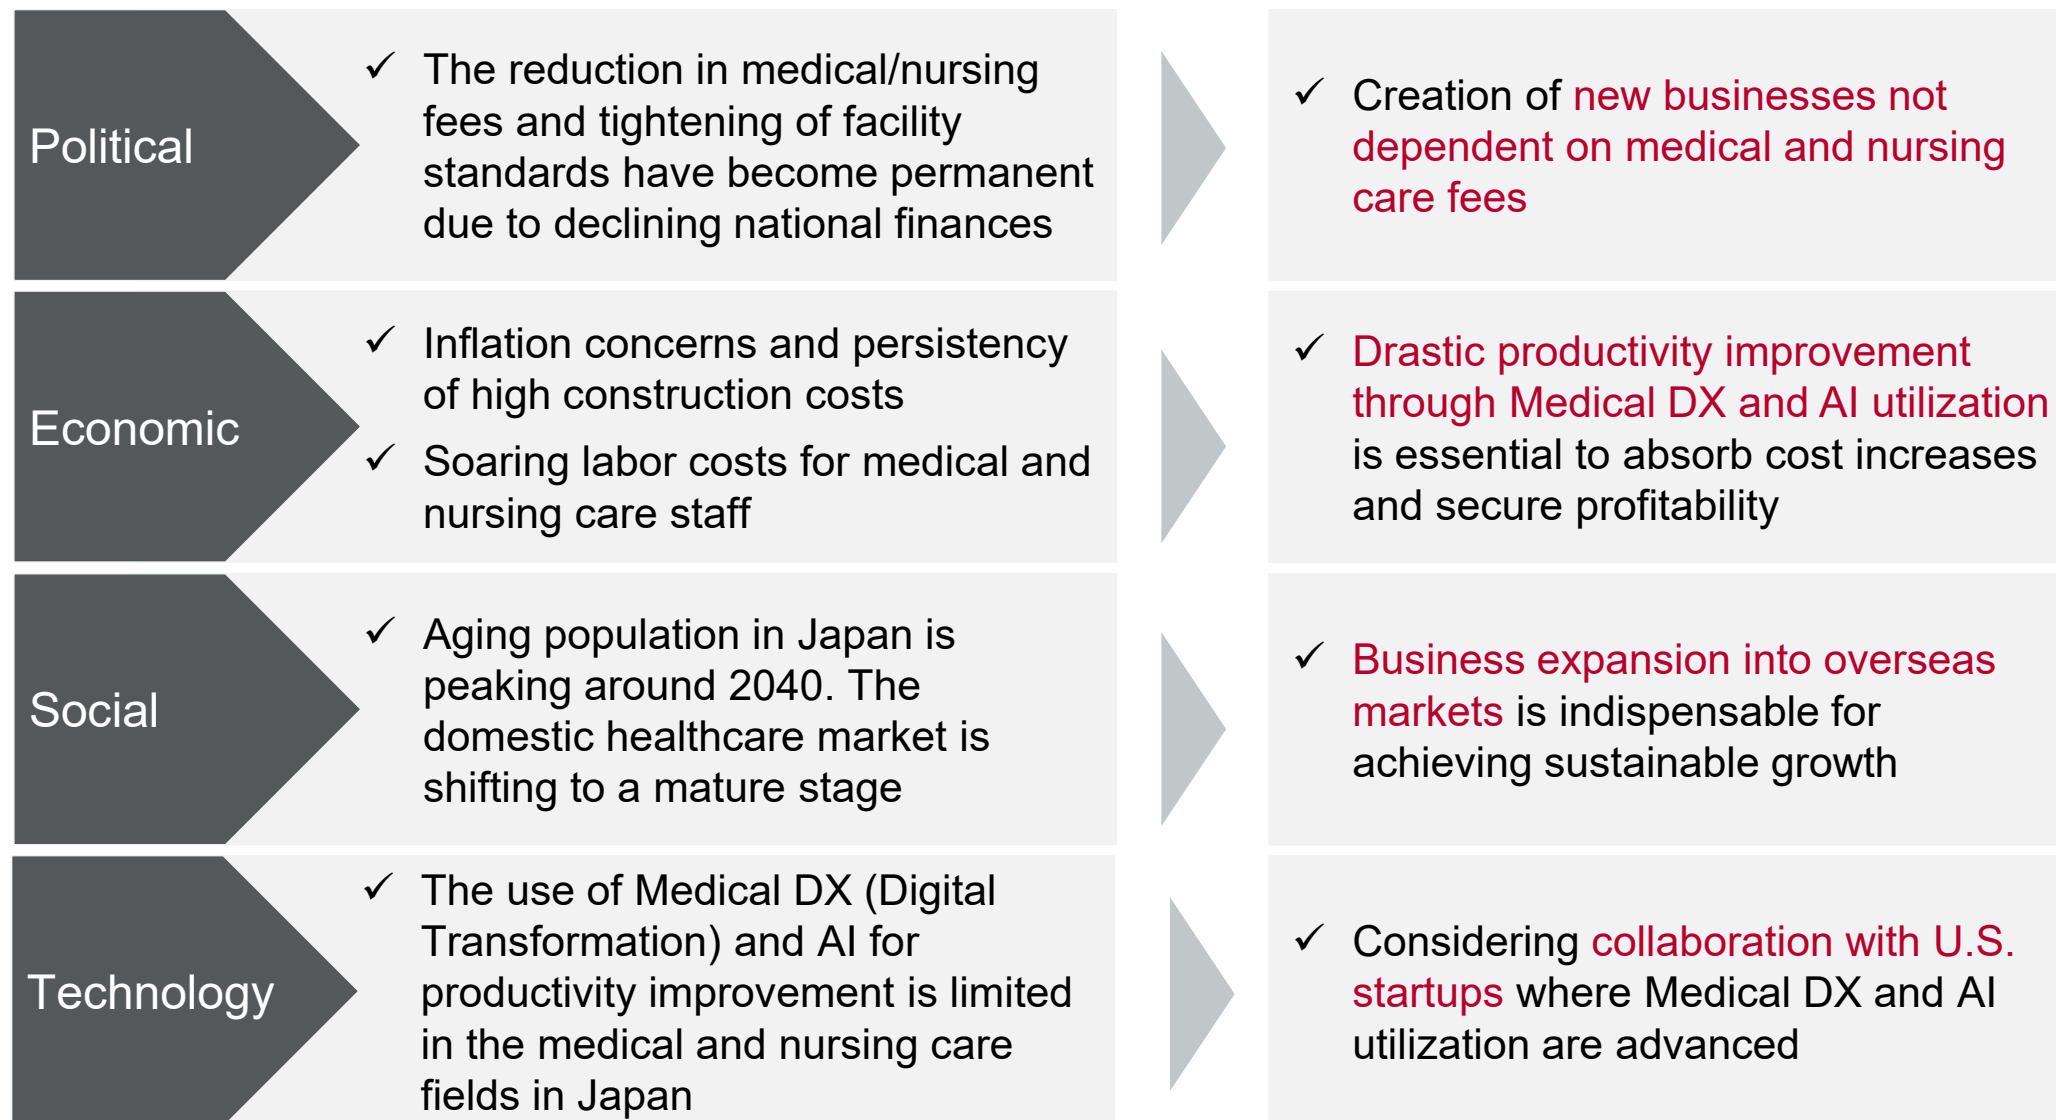 Political
✓ The reduction in medical/nursing
fees and tightening of facility
standards have become permanent
due to declining national finances
✓ Creation of new businesses not
dependent on medical and nursing
care fees
Economic
✓ Inflation concerns and persistency
of high construction costs
✓ Soaring labor costs for medical and
nursing care staff
✓ Drastic productivity improvement
through Medical DX and AI utilization
is essential to absorb cost increases
and secure profitability
Social
✓ Aging population in Japan is
peaking around 2040. The
domestic healthcare market is
shifting to a mature stage
✓ Business expansion into overseas
markets is indispensable for
achieving sustainable growth
Technology
✓ The use of Medical DX (Digital
Transformation) and AI for
productivity improvement is limited
in the medical and nursing care
fields in Japan
✓ Considering collaboration with U.S.
startups where Medical DX and AI
utilization are advanced